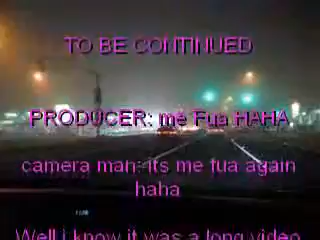 TO BE CONTINUED
PRODUCER: me Fua HAHA
camera man: its me fua again
haha
Well i know it was a long video